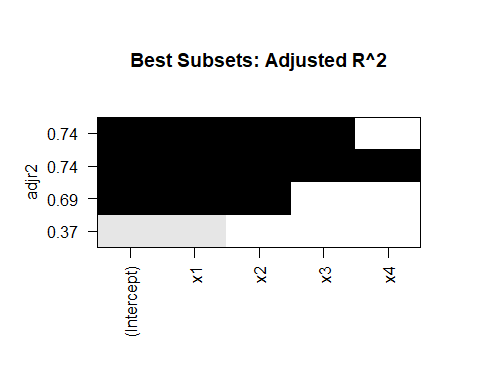 Best Subsets: Adjusted R^2
adjr2
0.74
0.74
0.69
0.37
(Intercept)
x1
x2
x3
x4